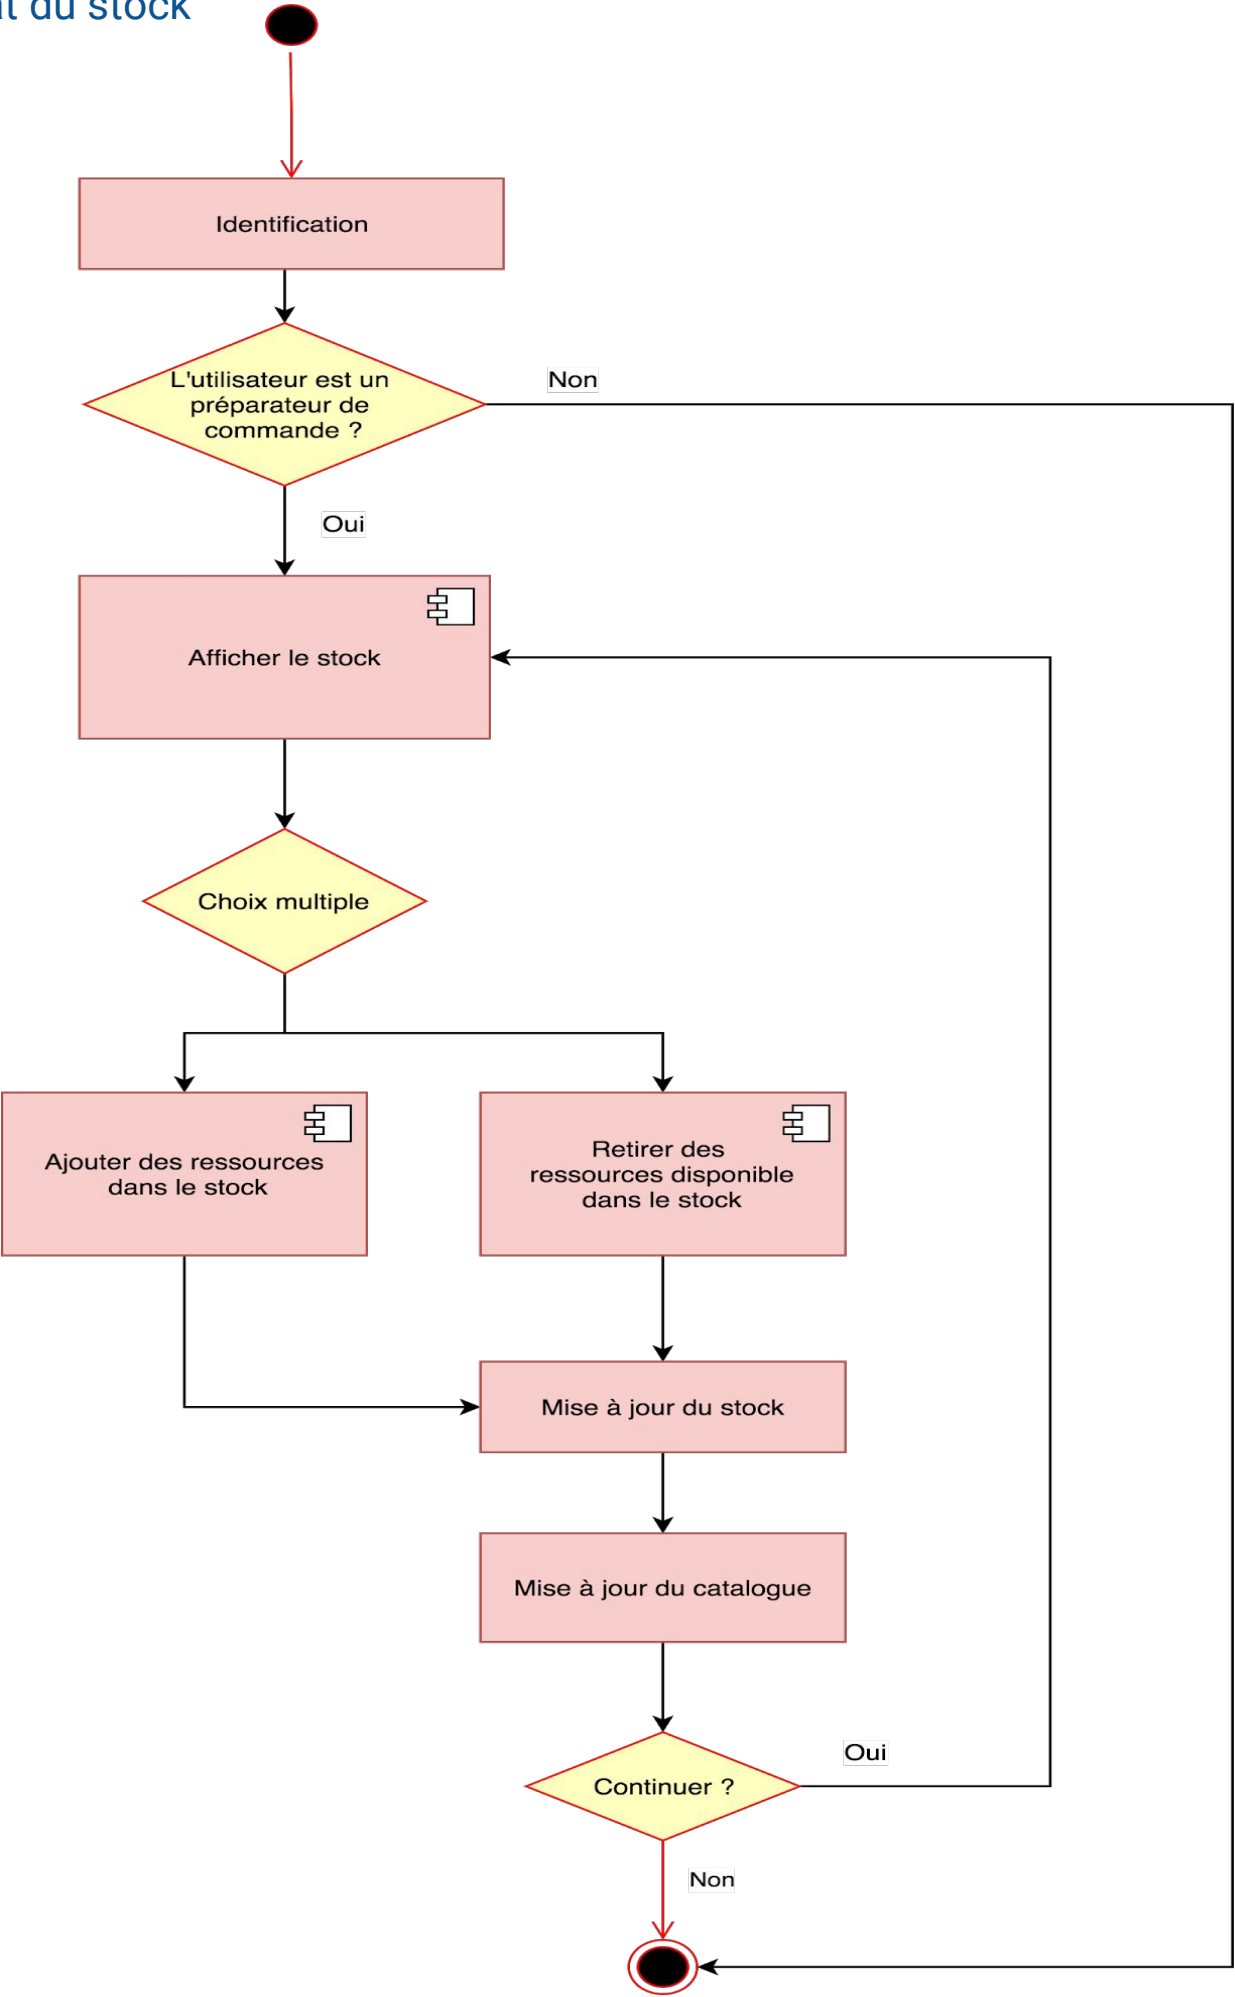 du stock
Identification
L'utilisateur est un
préparateur de
commande ?
Non
Oui
Afficher le stock
Choix multiple
Ajouter des ressources
dans le stock
Retirer des
ressources disponible
dans le stock
Mise à jour du stock
Mise à jour du catalogue
Continuer ?
Oui
Non